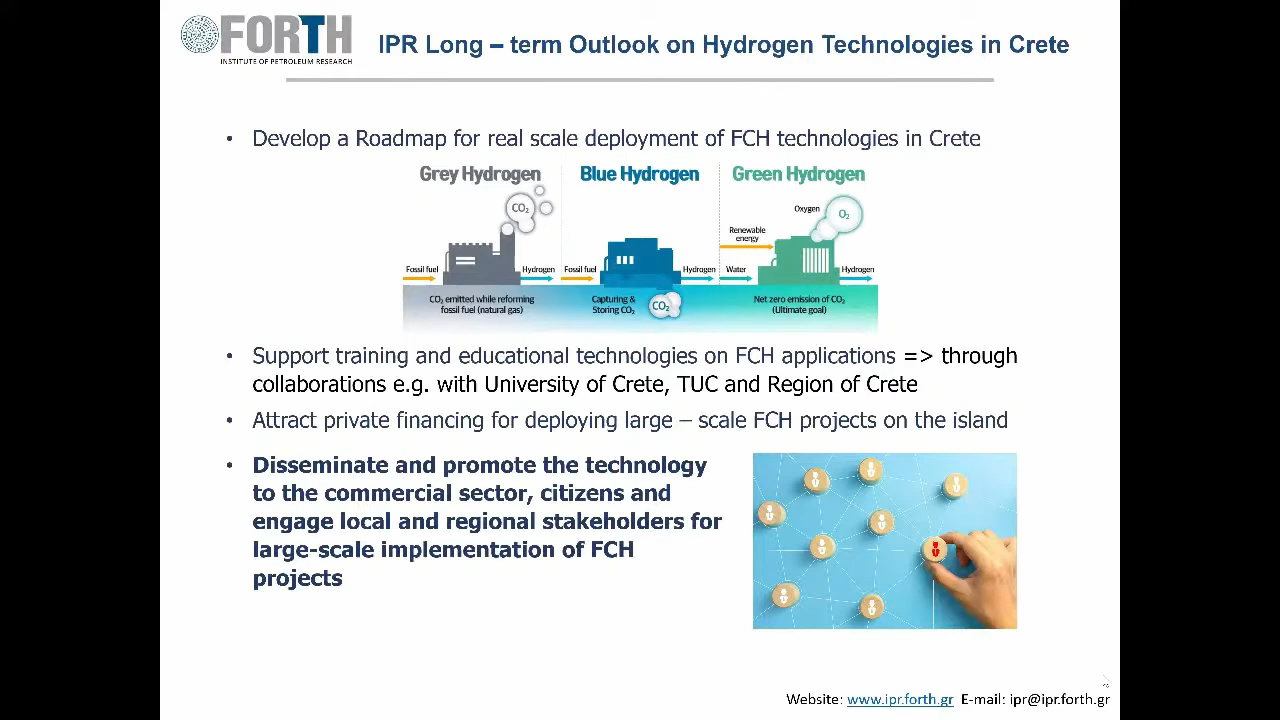 FORTH
INSTITUTE OF PETROLEUM RESEARCH
IPR Long – term Outlook on Hydrogen Technologies in Crete
• Develop a Roadmap for real scale deployment of FCH technologies in Crete
Grey Hydrogen
CO₂
Fossil fuel
Hydrogen
CO₂ emitted while reforming
fossil fuel (natural gas)
Blue Hydrogen
Fossil fuel
Hydrogen
Capturing &
Storing CO₂
CO₂
Green Hydrogen
Oxygen
O₂
Renewable
energy
Water
Hydrogen
Net zero emission of CO₂
(Ultimate goal)
• Support training and educational technologies on FCH applications => through
collaborations e.g. with University of Crete, TUC and Region of Crete
• Attract private financing for deploying large – scale FCH projects on the island
• Disseminate and promote the technology
to the commercial sector, citizens and
engage local and regional stakeholders for
large-scale implementation of FCH
projects
Website: www.ipr.forth.gr E-mail: ipr@ipr.forth.gr